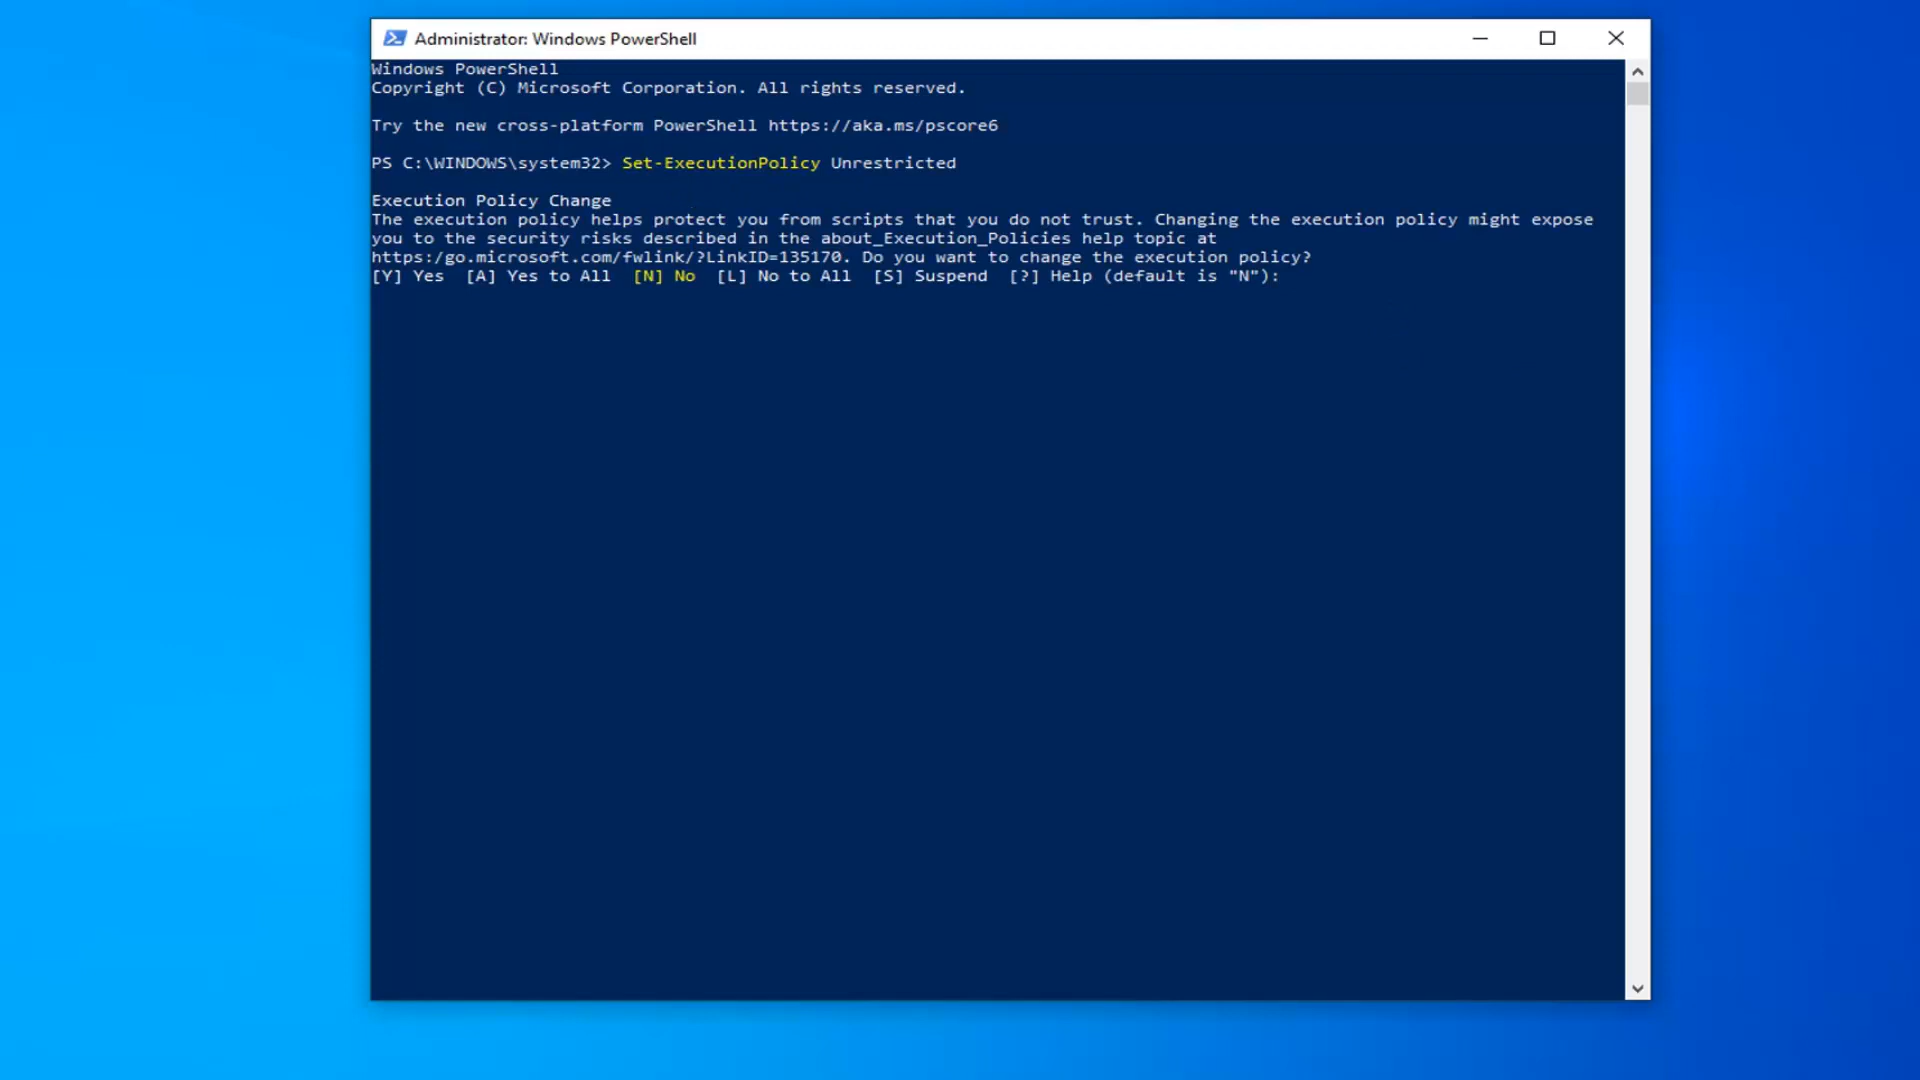 Administrator: Windows PowerShell
Windows PowerShell
Copyright (C) Microsoft Corporation. All rights reserved.
Try the new cross-platform PowerShell https://aka.ms/pscore6
PS C:\WINDOWS\system32> Set-ExecutionPolicy Unrestricted
Execution Policy Change
The execution policy helps protect you from scripts that you do not trust. Changing the execution policy might expose
you to the security risks described in the about_Execution_Policies help topic at
https:/go.microsoft.com/fwlink/?LinkID=135170. Do you want to change the execution policy?
[Y] Yes  [A] Yes to All  [N] No  [L] No to All  [S] Suspend  [?] Help (default is "N"):